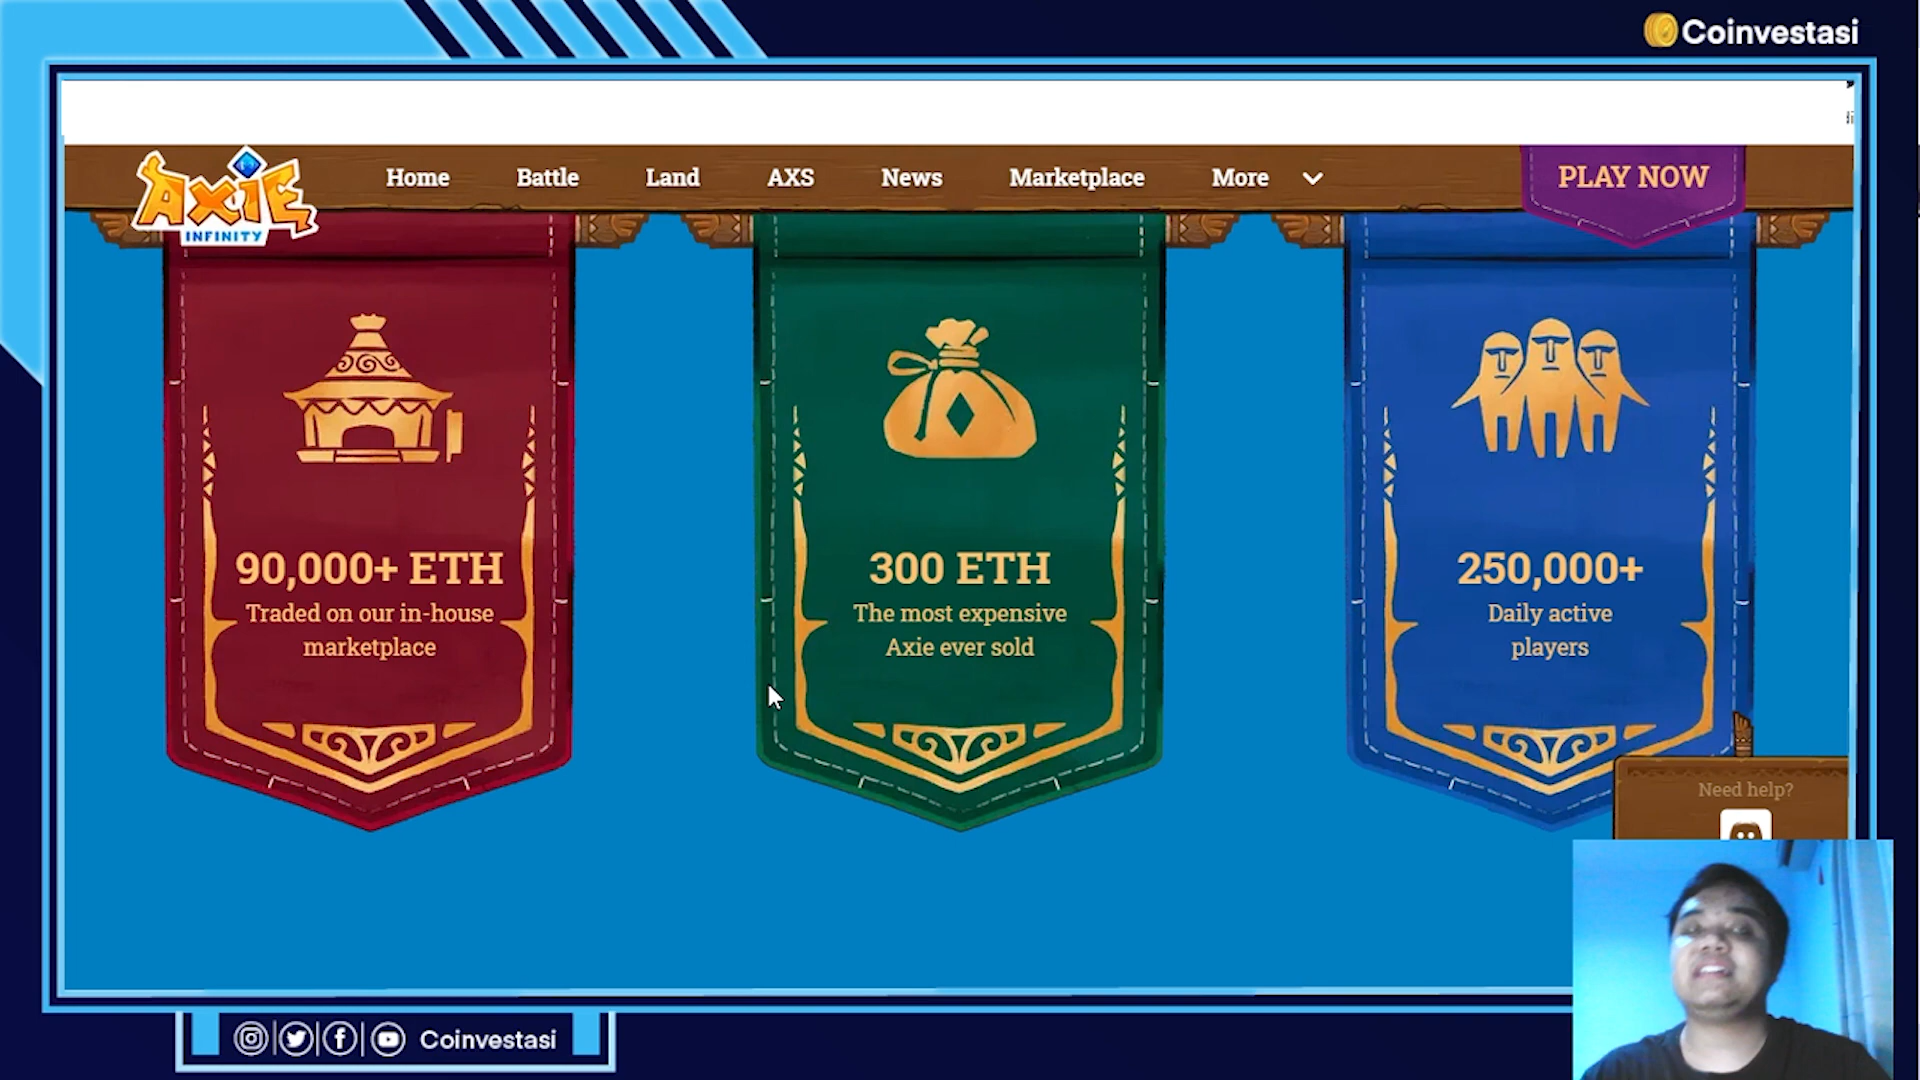 Coinvestasi
AXIE
INFINITY
Home
Battle
Land
AXS
News
Marketplace
More
PLAY NOW
90,000+ ETH
Traded on our in-house
marketplace
300 ETH
The most expensive
Axie ever sold
250,000+
Daily active
players
Need help?
Coinvestasi